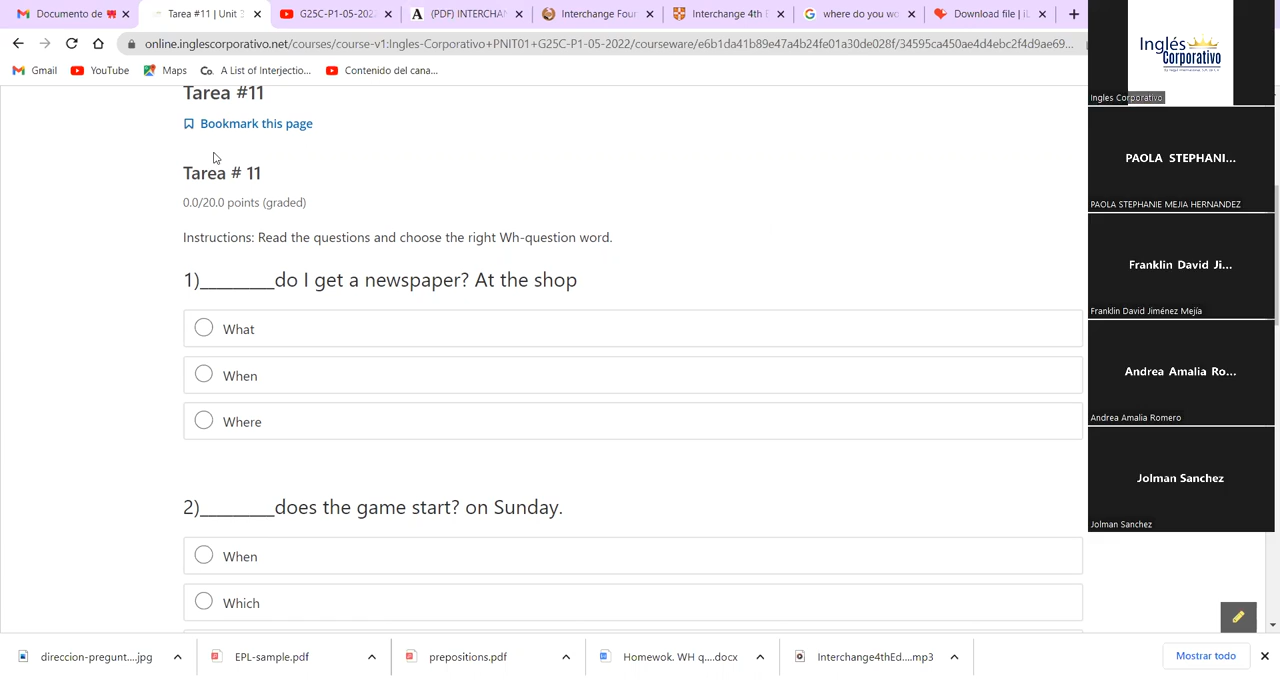 Documento de
Tarea #11 | Unit 3
G25C-P1-05-202
(PDF) INTERCHAN
Interchange Four
Interchange 4th E
where do you wo
Download file | iL
online.inglescorporativo.net/courses/course-v1:Ingles-Corporativo+PNIT01+G25C-P1-05-2022/courseware/e6b1da41b89e47a4b24fe01a30de028f/34595ca450ae4d4ebc2f4d9ae69...
Gmail
YouTube
Maps
A List of Interjectio...
Contenido del cana...
Tarea #11
Bookmark this page
Tarea # 11
0.0/20.0 points (graded)
Instructions: Read the questions and choose the right Wh-question word.
1)_________do I get a newspaper? At the shop
What
When
Where
2)_________does the game start? on Sunday.
When
Which
Inglés
Corporativo
Ingles Corporativo
PAOLA STEPHANI...
PAOLA STEPHANIE MEJIA HERNANDEZ
Franklin David Ji...
Franklin David Jiménez Mejía
Andrea Amalia Ro...
Andrea Amalia Romero
Jolman Sanchez
Jolman Sanchez
direccion-pregunt....jpg
EPL-sample.pdf
prepositions.pdf
Homewok. WH q....docx
Interchange4thEd....mp3
Mostrar todo